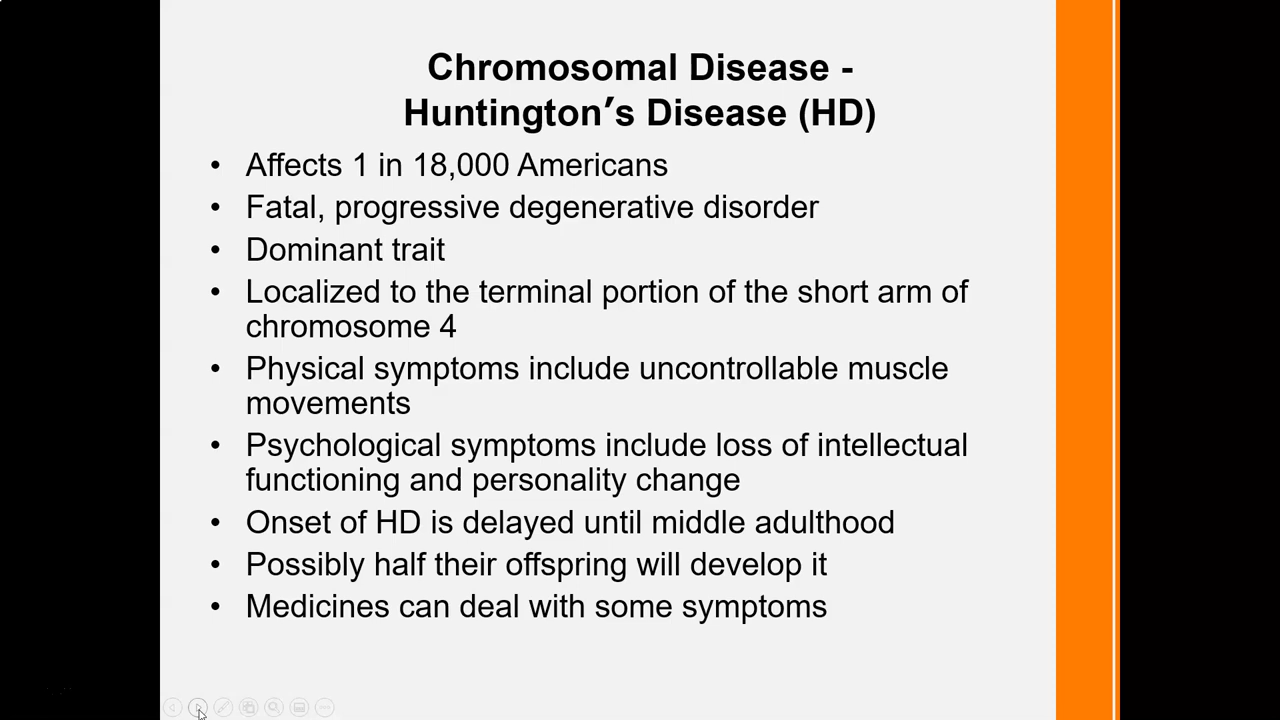 Chromosomal Disease -
Huntington’s Disease (HD)
• Affects 1 in 18,000 Americans
• Fatal, progressive degenerative disorder
• Dominant trait
• Localized to the terminal portion of the short arm of
chromosome 4
• Physical symptoms include uncontrollable muscle
movements
• Psychological symptoms include loss of intellectual
functioning and personality change
• Onset of HD is delayed until middle adulthood
• Possibly half their offspring will develop it
• Medicines can deal with some symptoms